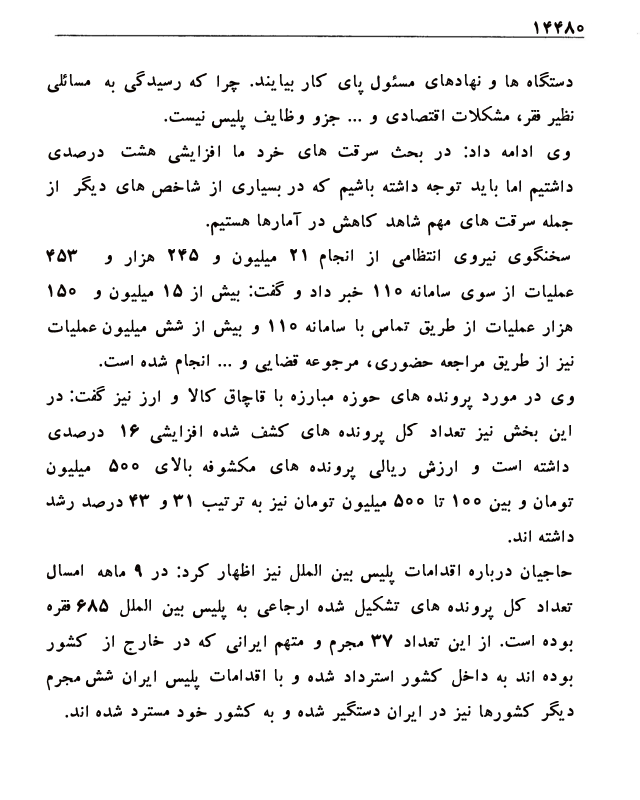 ۱۴۴۸۰
دستگاه ها و نهادهای مسئول پای کار بیایند. چرا که رسیدگی به مسائلی
نظیر فقر، مشکلات اقتصادی و ... جزو وظایف پلیس نیست.
وی ادامه داد: در بحث سرقت های خرد ما افزایشی هشت درصدی
داشتیم اما باید توجه داشته باشیم که در بسیاری از شاخص های دیگر از
جمله سرقت های مهم شاهد کاهش در آمارها هستیم.
سخنگوی نیروی انتظامی از انجام ۲۱ میلیون و ۲۴۵ هزار و ۴۵۳
عملیات از سوی سامانه ۱۱۰ خبر داد و گفت: بیش از ۱۵ میلیون و ۱۵۰
هزار عملیات از طریق تماس با سامانه ۱۱۰ و بیش از شش میلیون عملیات
نیز از طریق مراجعه حضوری، مرجوعه قضایی و ... انجام شده است.
وی در مورد پرونده های حوزه مبارزه با قاچاق کالا و ارز نیز گفت: در
این بخش نیز تعداد کل پرونده های کشف شده افزایشی ۱۶ درصدی
داشته است و ارزش ریالی پرونده های مکشوفه بالای ۵۰۰ میلیون
تومان و بین ۱۰۰ تا ۵۰۰ میلیون تومان نیز به ترتیب ۳۱ و ۴۳ درصد رشد
داشته اند.
حاجیان درباره اقدامات پلیس بین الملل نیز اظهار کرد: در ۹ ماهه امسال
تعداد کل پرونده های تشکیل شده ارجاعی به پلیس بین الملل ۶۸۵ فقره
بوده است. از این تعداد ۳۷ مجرم و متهم ایرانی که در خارج از کشور
بوده اند به داخل کشور استرداد شده و با اقدامات پلیس ایران شش مجرم
دیگر کشورها نیز در ایران دستگیر شده و به کشور خود مسترد شده اند.